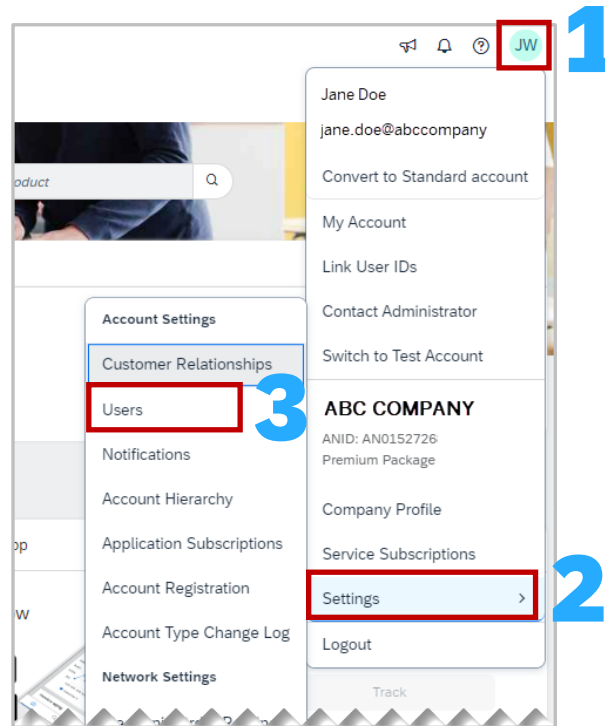 JW
1
Jane Doe
jane.doe@abccompany
Convert to Standard account
My Account
Link User IDs
Contact Administrator
Switch to Test Account
ABC COMPANY
ANID: AN0152726
Premium Package
Company Profile
Service Subscriptions
Settings >
2
Logout
Track
oduct
Account Settings
Customer Relationships
Users
3
Notifications
Account Hierarchy
Application Subscriptions
Account Registration
Account Type Change Log
Network Settings